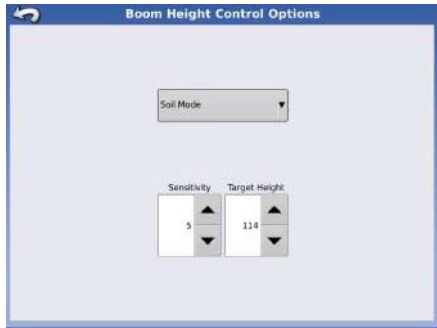 Boom Height Control Options
Soil Mode
Sensitivity Target Height
5 114